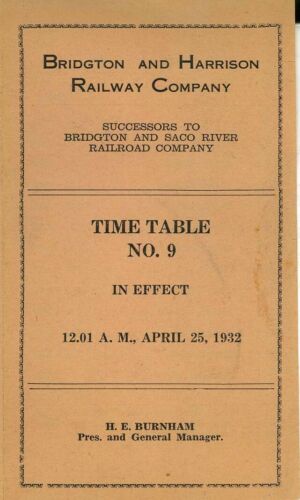 BRIDGTON AND HARRISON
RAILWAY COMPANY
SUCCESSORS TO
BRIDGTON AND SACO RIVER
RAILROAD COMPANY
TIME TABLE
NO. 9
IN EFFECT
12.01 A. M., APRIL 25, 1932
H. E. BURNHAM
Pres. and General Manager.